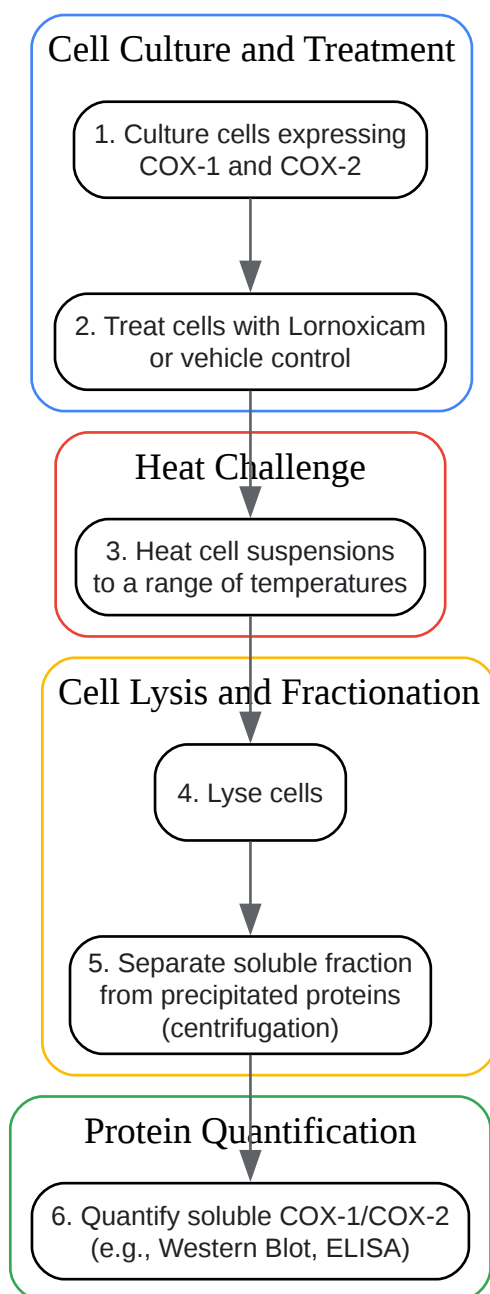 Cell Culture and Treatment
1. Culture cells expressing
COX-1 and COX-2
2. Treat cells with Lornoxicam
or vehicle control
Heat Challenge
3. Heat cell suspensions
to a range of temperatures
Cell Lysis and Fractionation
4. Lyse cells
5. Separate soluble fraction
from precipitated proteins
(centrifugation)
Protein Quantification
6. Quantify soluble COX-1/COX-2
(e.g., Western Blot, ELISA)